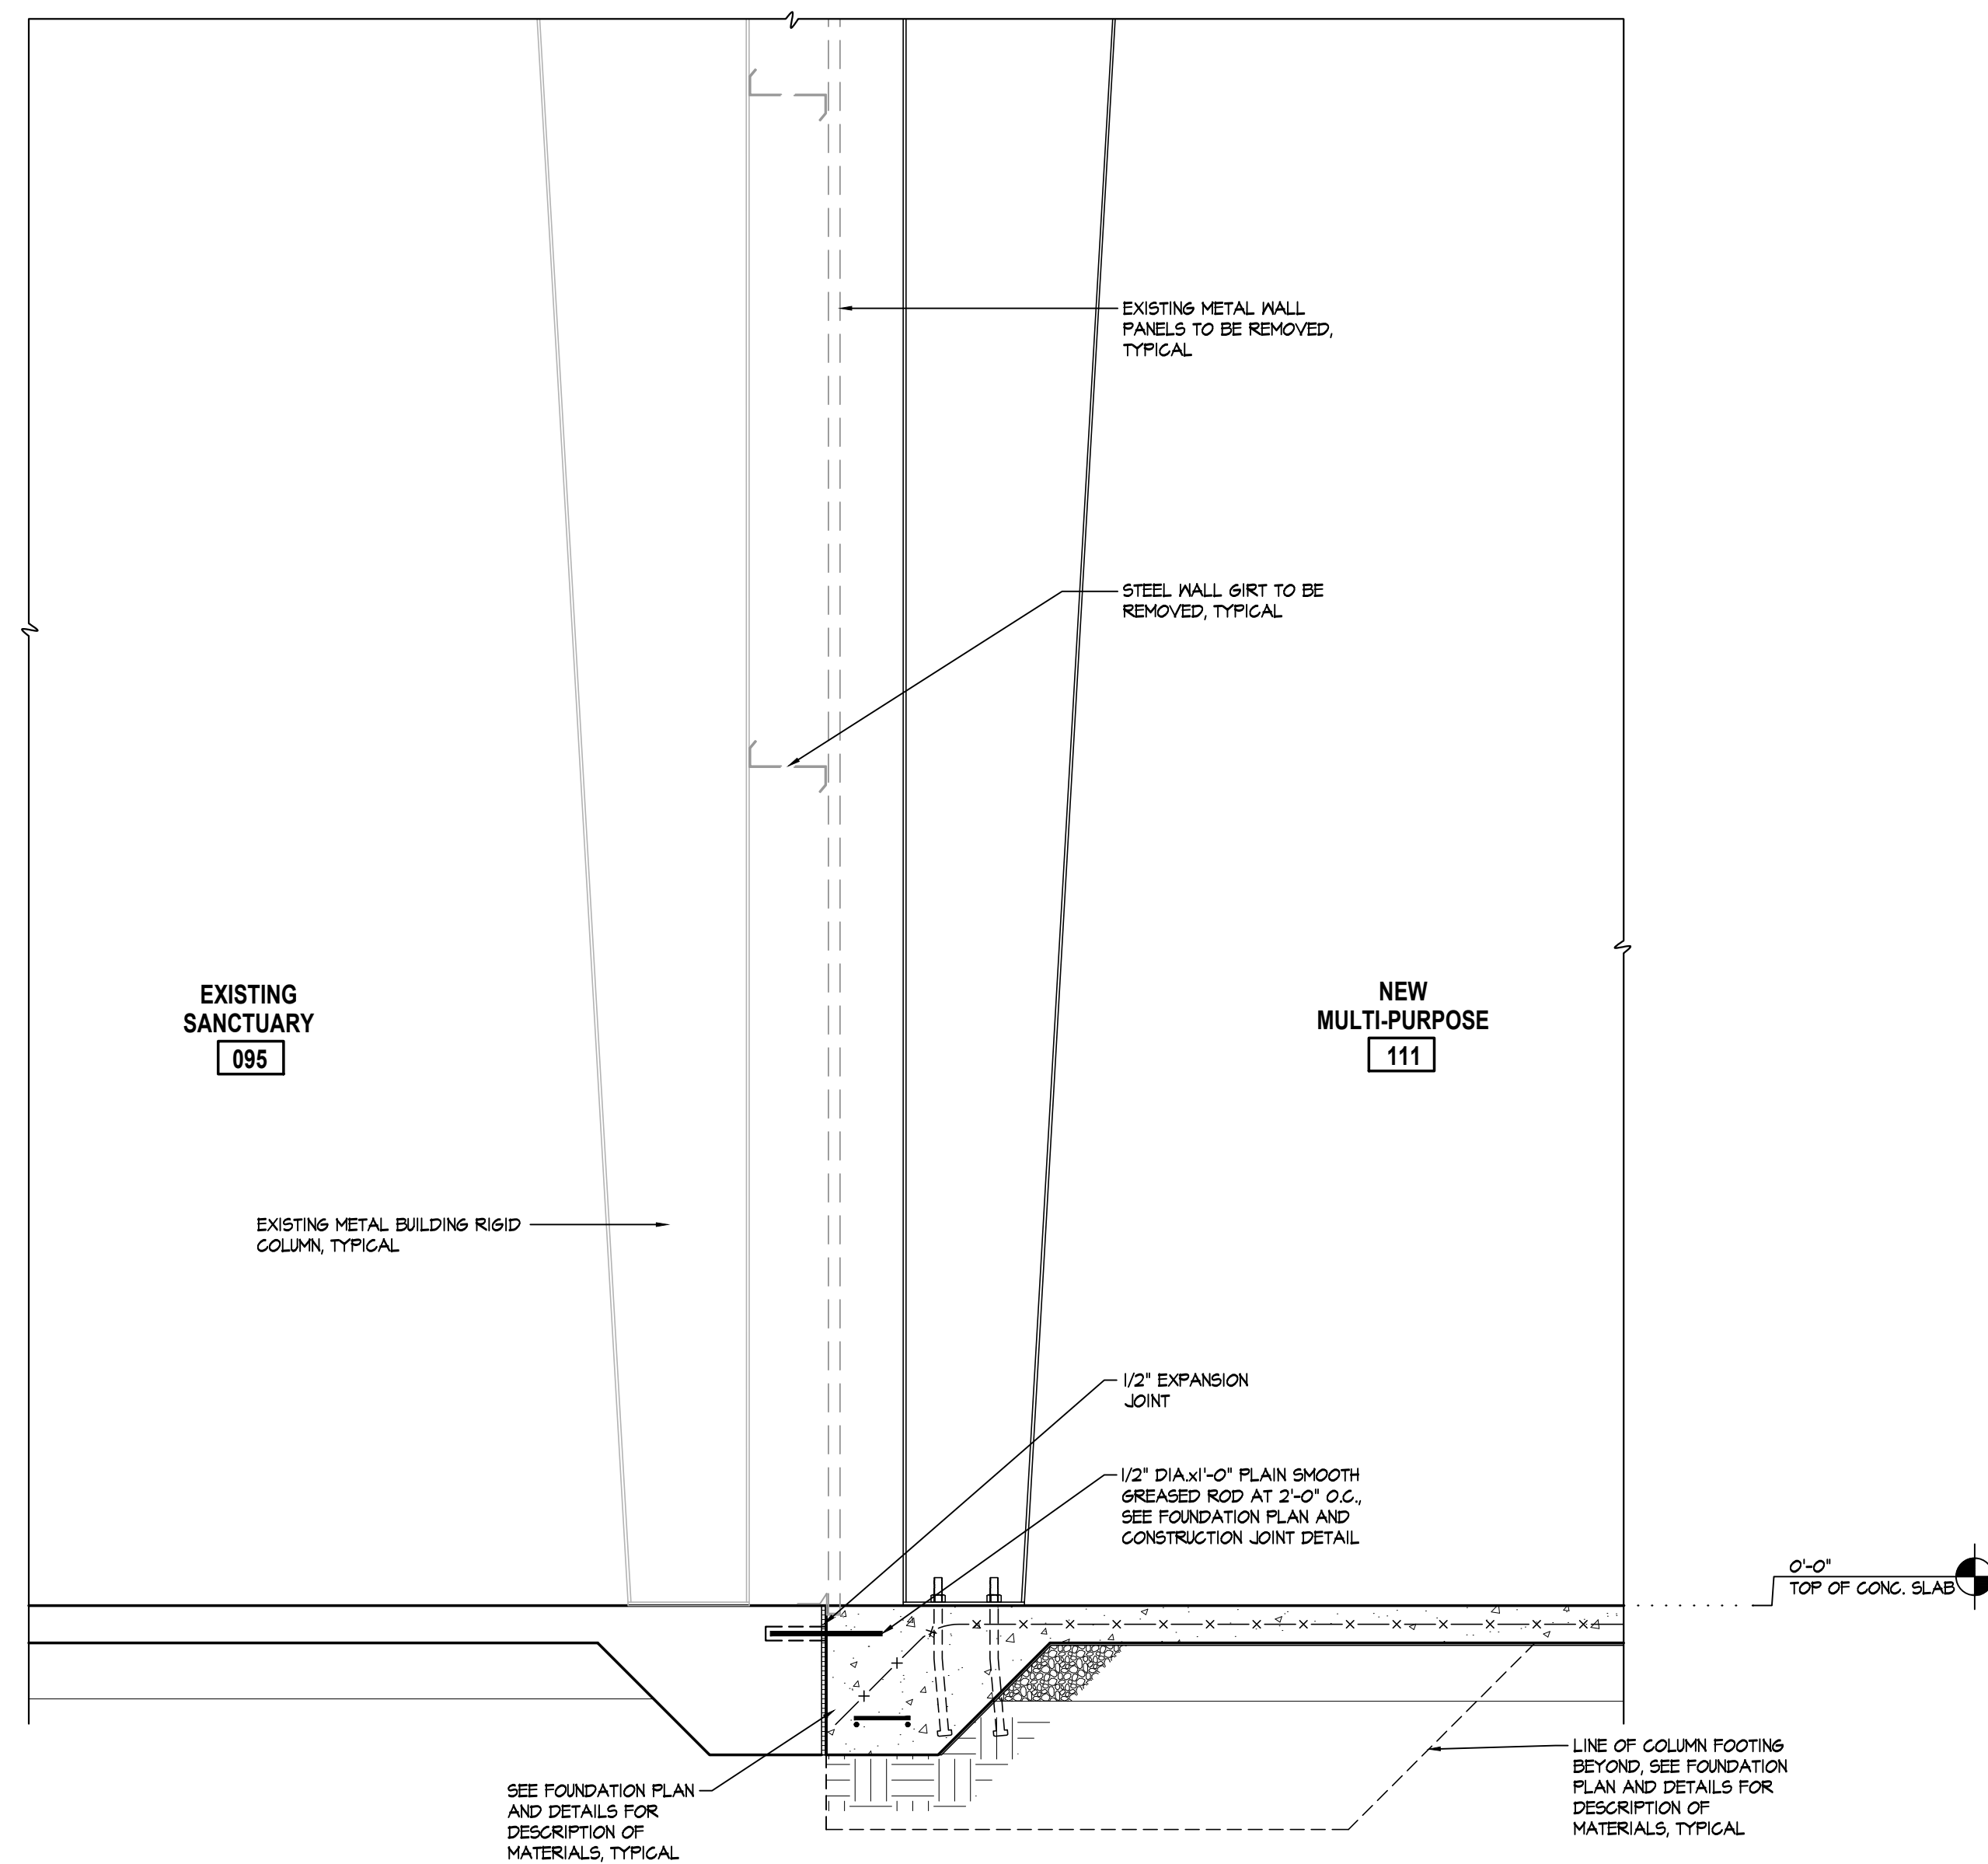 EXISTING METAL WALL
PANELS TO BE REMOVED,
TYPICAL
STEEL WALL GIRT TO BE
REMOVED, TYPICAL
EXISTING
SANCTUARY
095
NEW
MULTI-PURPOSE
111
EXISTING METAL BUILDING RIGID
COLUMN, TYPICAL
1/2" EXPANSION
JOINT
1/2" DIA.x1'-0" PLAIN SMOOTH
GREASED ROD AT 2'-0" O.C.,
SEE FOUNDATION PLAN AND
CONSTRUCTION JOINT DETAIL
0'-0"
TOP OF CONC. SLAB
SEE FOUNDATION PLAN
AND DETAILS FOR
DESCRIPTION OF
MATERIALS, TYPICAL
LINE OF COLUMN FOOTING
BEYOND, SEE FOUNDATION
PLAN AND DETAILS FOR
DESCRIPTION OF
MATERIALS, TYPICAL